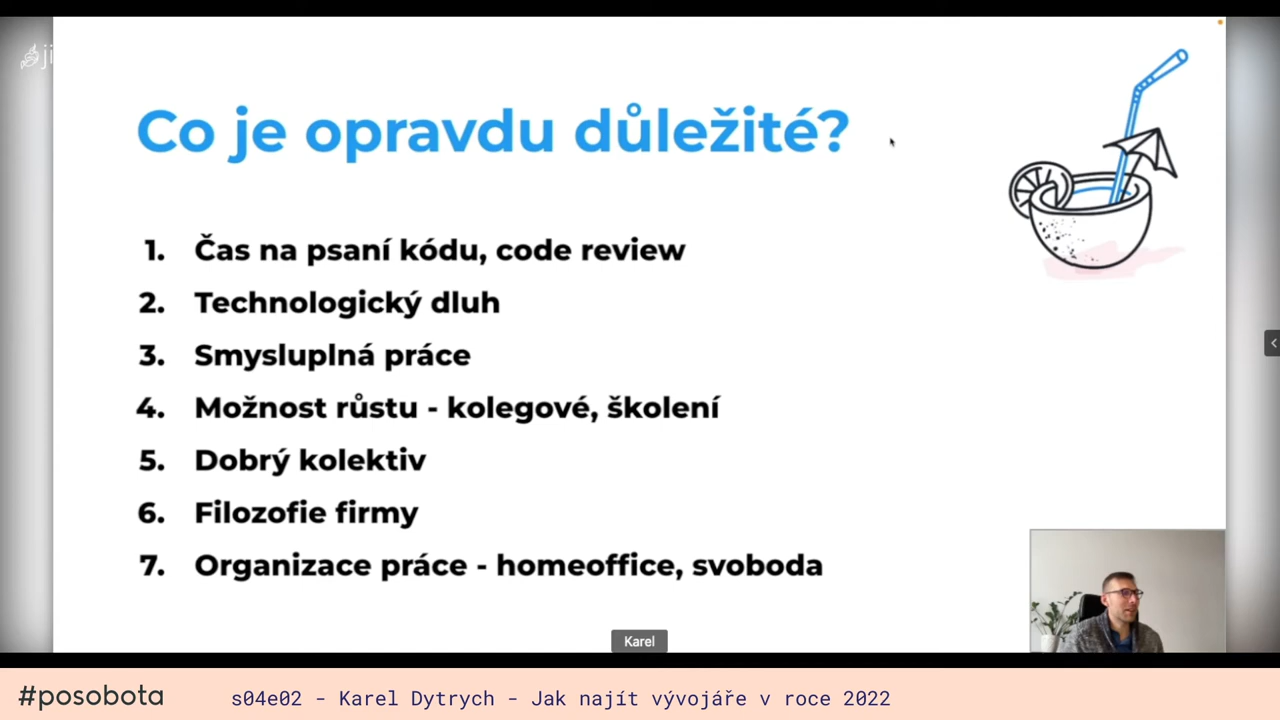 ji
Co je opravdu důležité?
1. Čas na psaní kódu, code review
2. Technologický dluh
3. Smysluplná práce
4. Možnost růstu - kolegové, školení
5. Dobrý kolektiv
6. Filozofie firmy
7. Organizace práce - homeoffice, svoboda
Karel
#posobota s04e02 - Karel Dytrych - Jak najít vývojáře v roce 2022